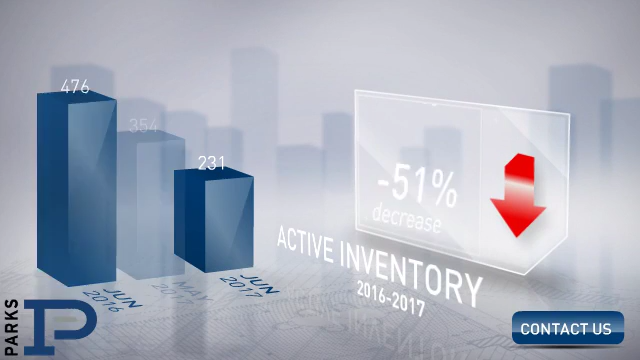 476
354
231
JUN
2016
MAY
2017
JUN
2017
-51%
decrease
ACTIVE INVENTORY
2016-2017
PARKS
P
CONTACT US